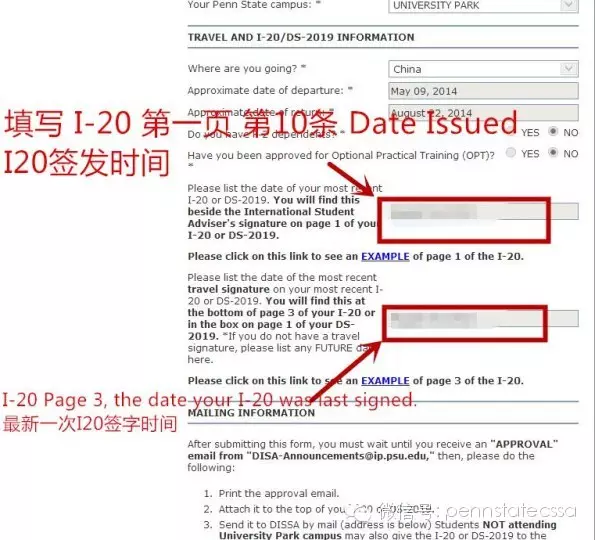 Your Penn State campus: *
UNIVERSITY PARK
TRAVEL AND I-20/DS-2019 INFORMATION
Where are you going? *
China
Approximate date of departure: *
May 09, 2014
Approximate date of return: *
August 22, 2014
填写 I-20 第一页 第10条 Date Issued
I20签发时间
Do you have F-2 dependents? *
YES NO
Have you been approved for Optional Practical Training (OPT)? *
YES NO
Please list the date of your most recent
I-20 or DS-2019. You will find this
beside the International Student
Adviser's signature on page 1 of your
I-20 or DS-2019.
Please click on this link to see an EXAMPLE of page 1 of the I-20.
Please list the date of the most recent
travel signature on your most recent I-
20 or DS-2019. You will find this at
the bottom of page 3 of your I-20 or
in the box on page 1 of your DS-
2019. *If you do not have a travel
signature, please list any FUTURE date
here.
Please click on this link to see an EXAMPLE of page 3 of the I-20.
I-20 Page 3, the date your I-20 was last signed.
最新一次I20签字时间
MAILING INFORMATION
After submitting this form, you must wait until you receive an "APPROVAL"
email from "DISA-Announcements@ip.psu.edu," then, please do the
following:
1. Print the approval email.
2. Attach it to the top of your I-20 or DS-2019.
微信号: pennstatecssa
3. Send it to DISSA by mail (address is below) Students NOT attending
University Park campus may also give the I-20 or DS-2019 to the